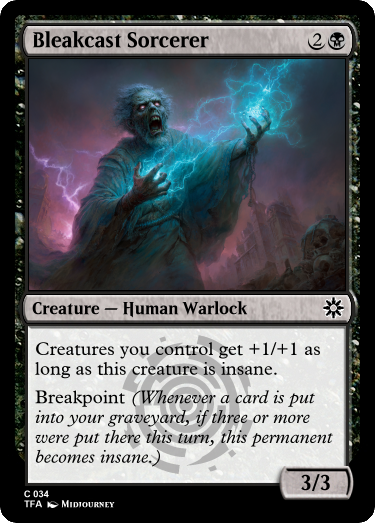 Bleakcast Sorcerer 2
Creature — Human Warlock
Creatures you control get +1/+1 as
long as this creature is insane.
Breakpoint (Whenever a card is put
into your graveyard, if three or more
were put there this turn, this permanent
becomes insane.)
3/3
C 034
TFA Midjourney